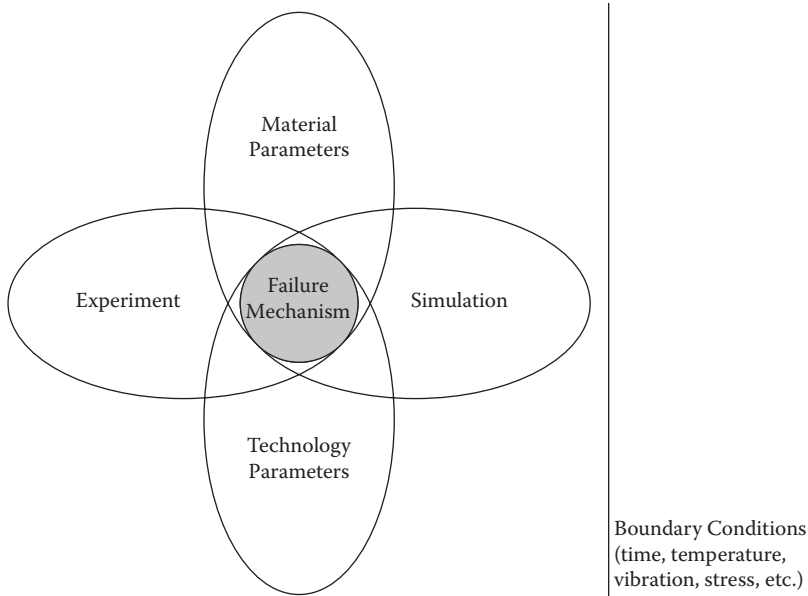 Material
Parameters
Experiment
Failure
Mechanism
Simulation
Technology
Parameters
Boundary Conditions
(time, temperature,
vibration, stress, etc.)